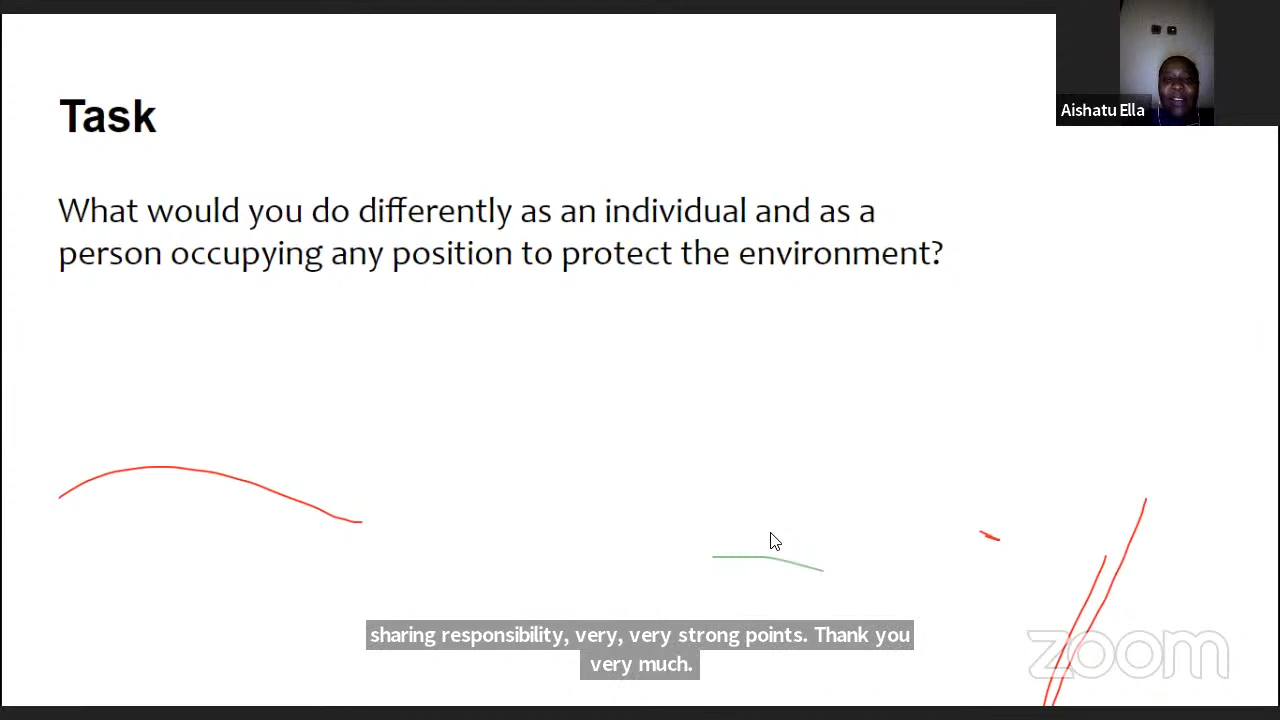 Task
What would you do differently as an individual and as a
person occupying any position to protect the environment?
Aishatu Ella
sharing responsibility, very, very strong points. Thank you
very much.
zoom